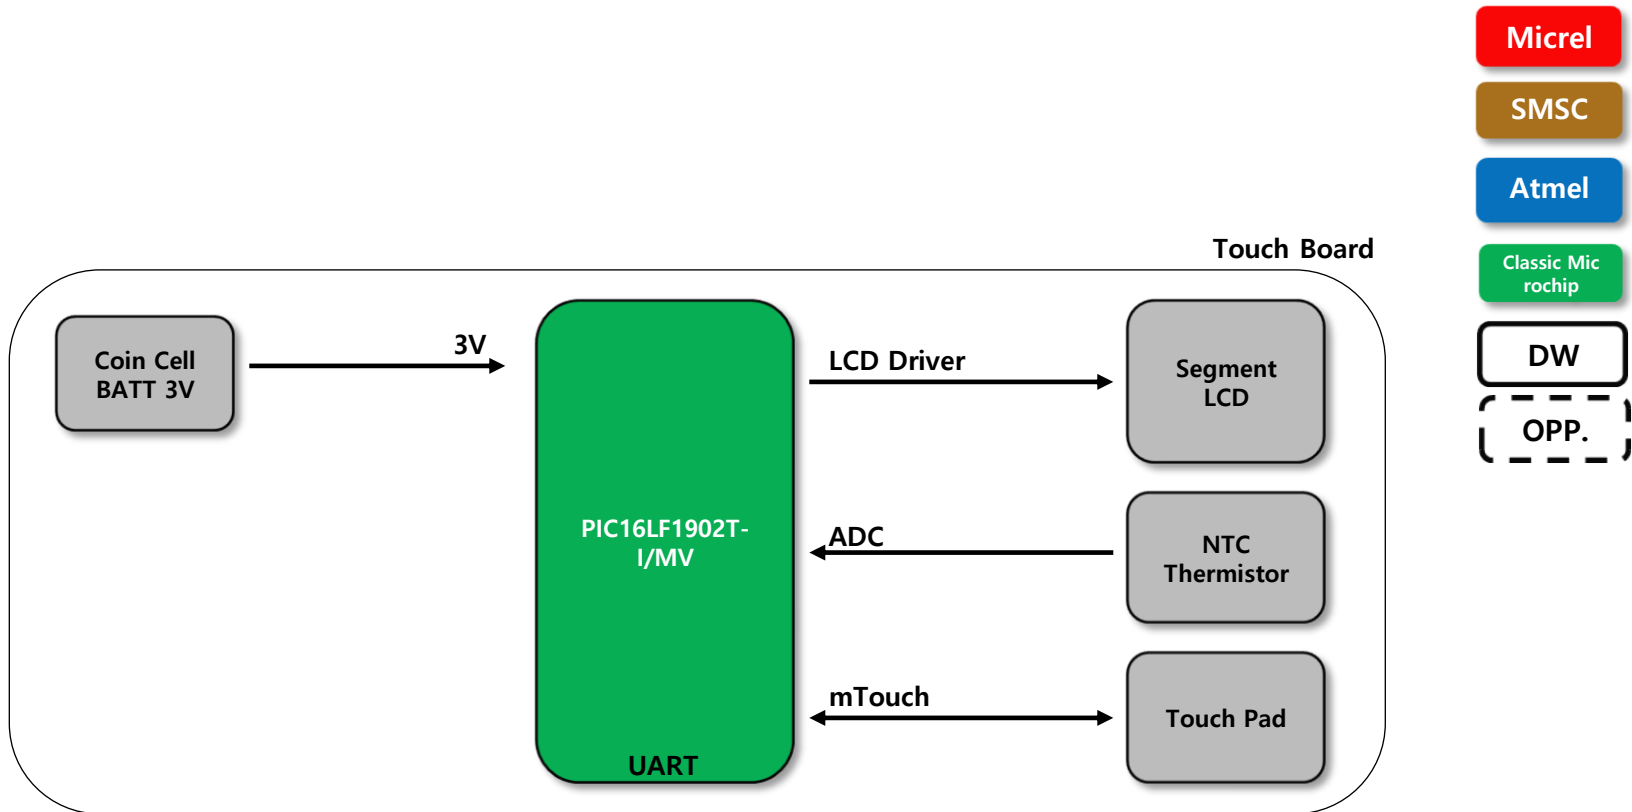 Micrel
SMSC
Atmel
Classic Mic
rochip
DW
OPP.
Touch Board
Coin Cell
BATT 3V
3V
PIC16LF1902T-
I/MV
UART
LCD Driver
Segment
LCD
ADC
NTC
Thermistor
mTouch
Touch Pad